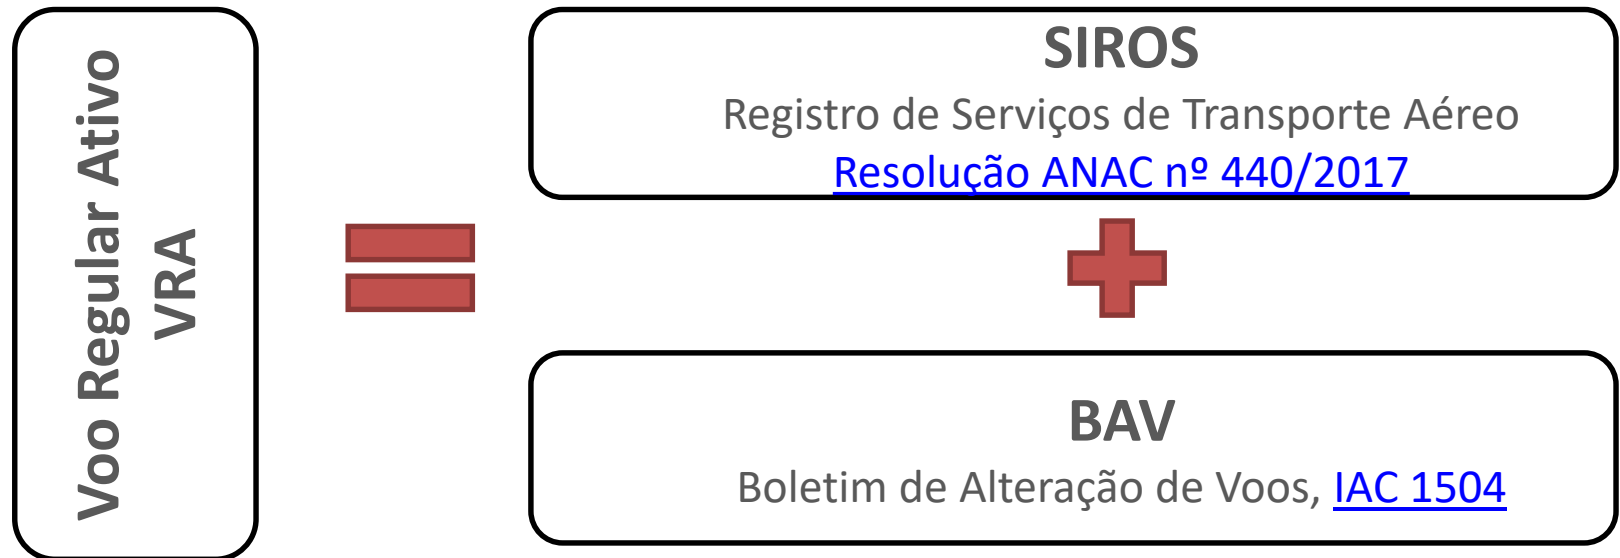 Voo Regular Ativo
VRA
SIROS
Registro de Serviços de Transporte Aéreo
Resolução ANAC nº 440/2017
BAV
Boletim de Alteração de Voos, IAC 1504